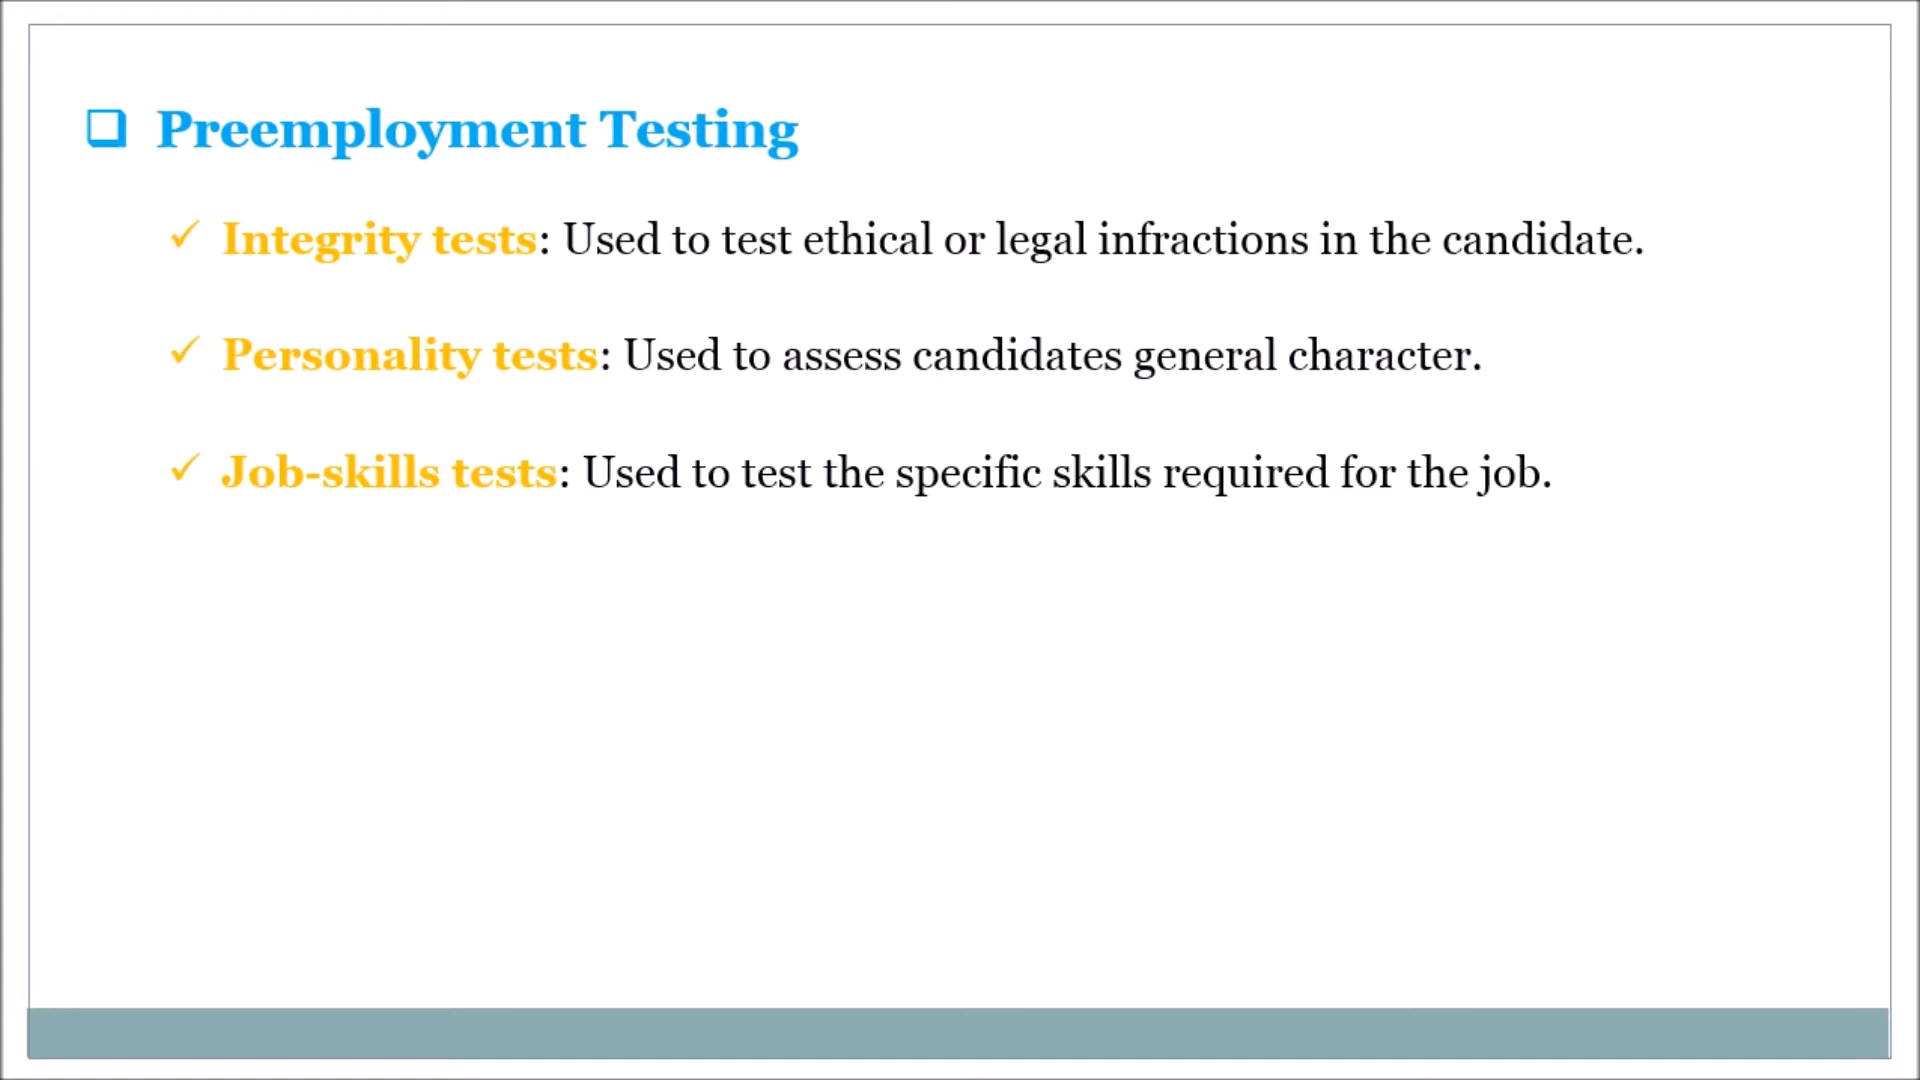 Preemployment Testing
Integrity tests: Used to test ethical or legal infractions in the candidate.
Personality tests: Used to assess candidates general character.
Job-skills tests: Used to test the specific skills required for the job.